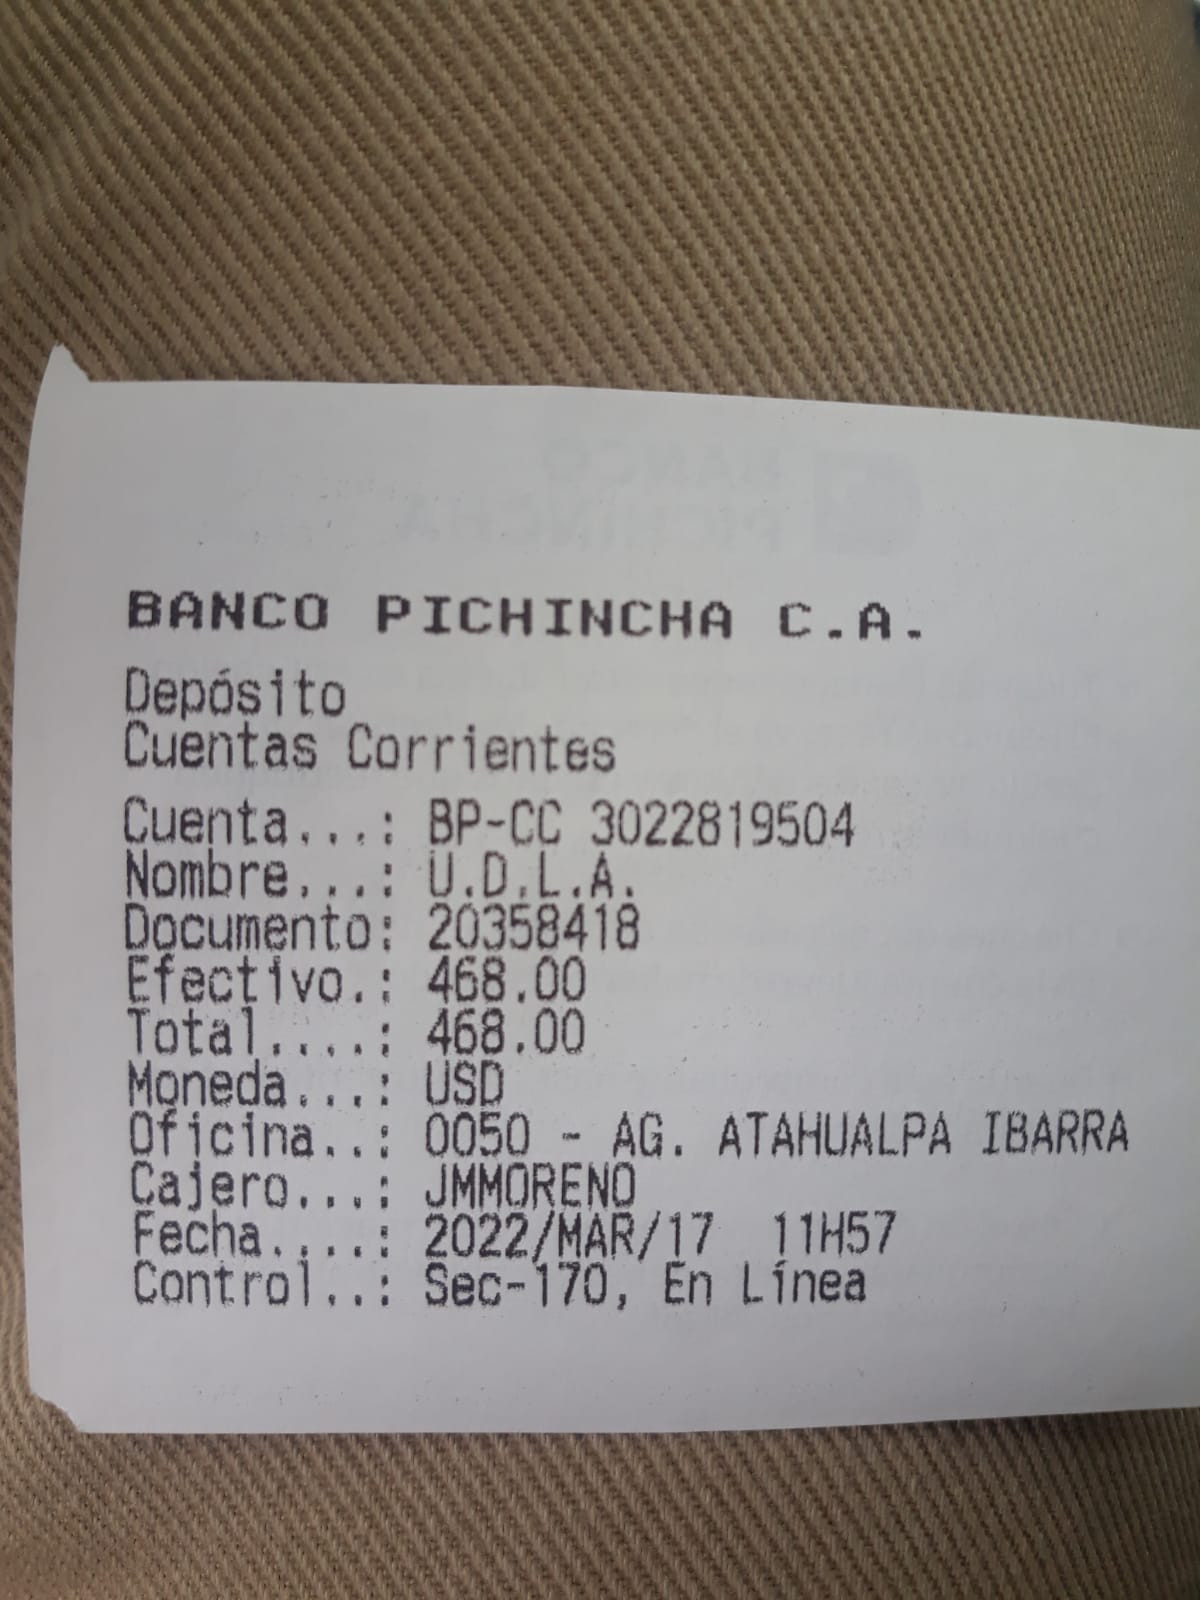 BANCO PICHINCHA C.A.
Depósito
Cuentas Corrientes
Cuenta...: BP-CC 3022819504
Nombre...: U.D.L.A.
Documento: 20358418
Efectivo.: 468.00
Total....: 468.00
Moneda...: USD
Oficina..: 0050 - AG. ATAHUALPA IBARRA
Cajero...: JMMORENO
Fecha....: 2022/MAR/17  11H57
Control..: Sec-170, En Línea